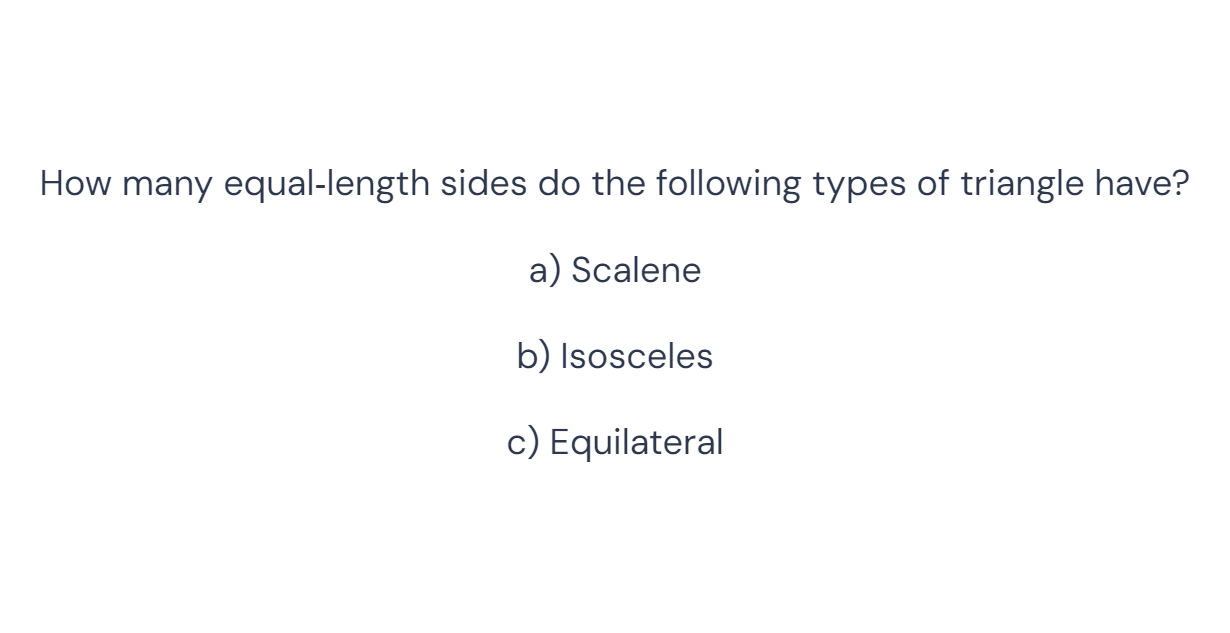 How many equal-length sides do the following types of triangle have?
a) Scalene
b) Isosceles
c) Equilateral